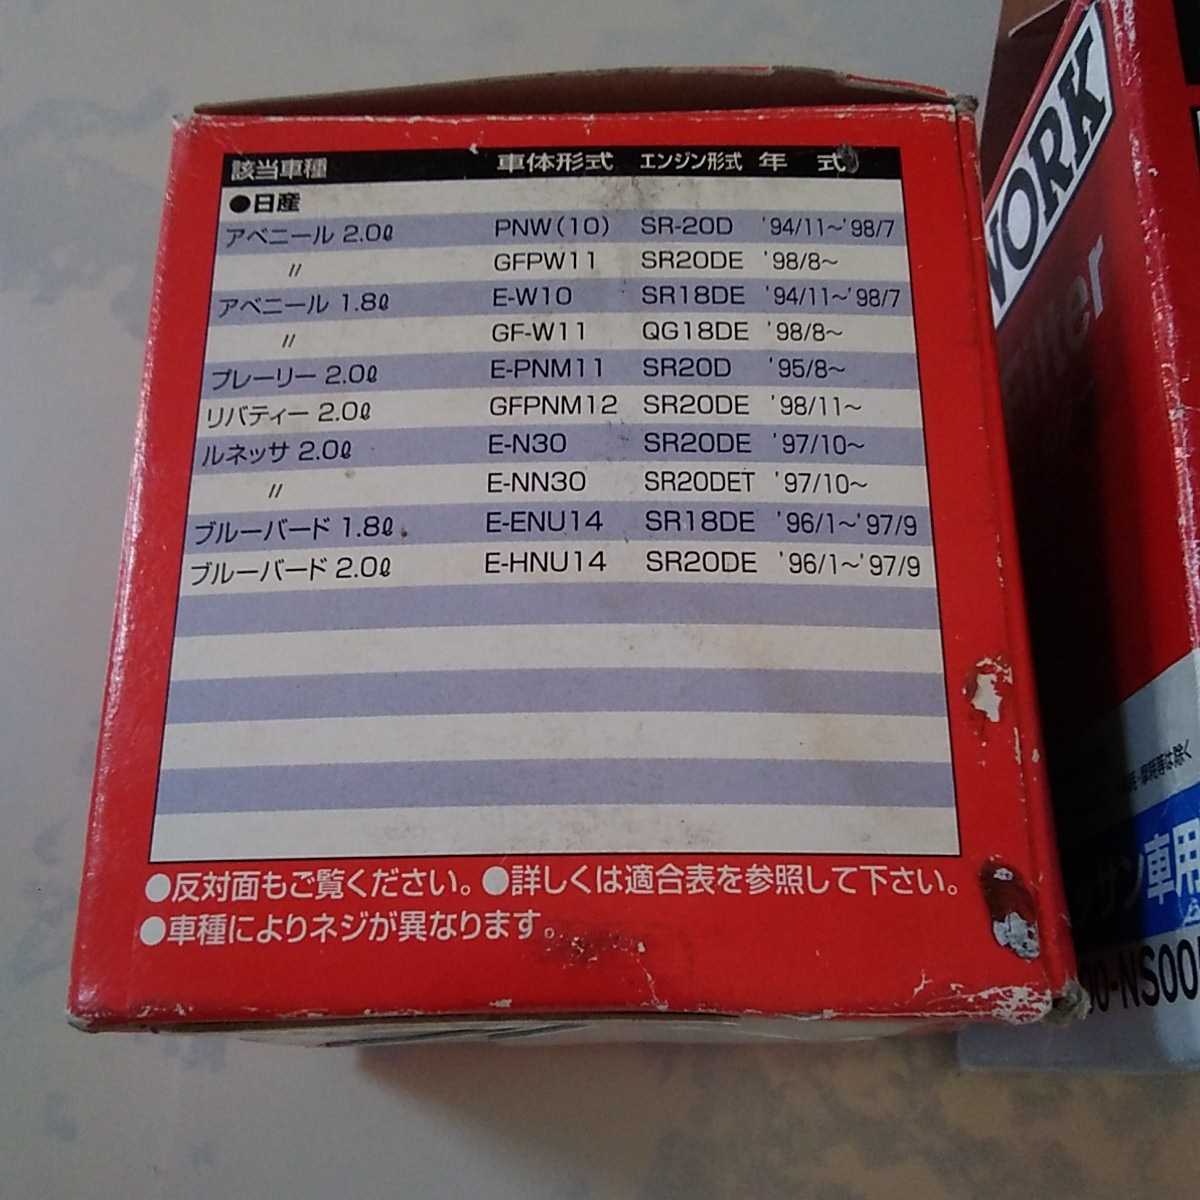 該当車種 車体形式 エンジン形式 年 式
●日産
アベニール 2.0ℓ PNW(10) SR-20D '94/11～'98/7
〃 GFPW11 SR20DE '98/8～
アベニール 1.8ℓ E-W10 SR18DE '94/11～'98/7
〃 GF-W11 QG18DE '98/8～
プレーリー 2.0ℓ E-PNM11 SR20D '95/8～
リバティー 2.0ℓ GFPNM12 SR20DE '98/11～
ルネッサ 2.0ℓ E-N30 SR20DE '97/10～
〃 E-NN30 SR20DET '97/10～
ブルーバード 1.8ℓ E-ENU14 SR18DE '96/1～'97/9
ブルーバード 2.0ℓ E-HNU14 SR20DE '96/1～'97/9
●反対面もご覧ください。●詳しくは適合表を参照して下さい。
●車種によりネジが異なります。
WORK
車用
00-NS00